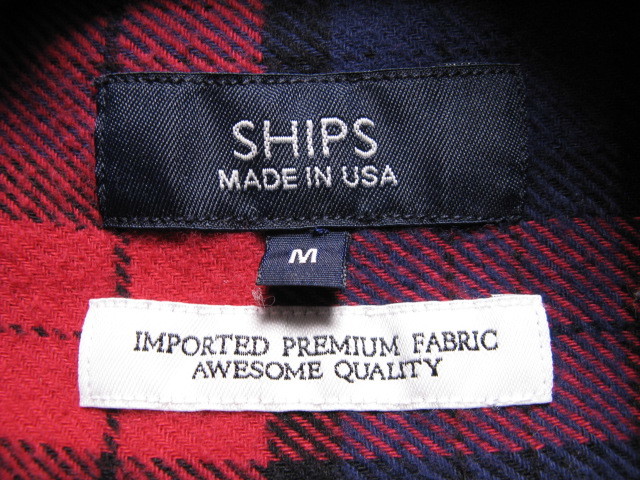 SHIPS
MADE IN USA
M
IMPORTED PREMIUM FABRIC
AWESOME QUALITY